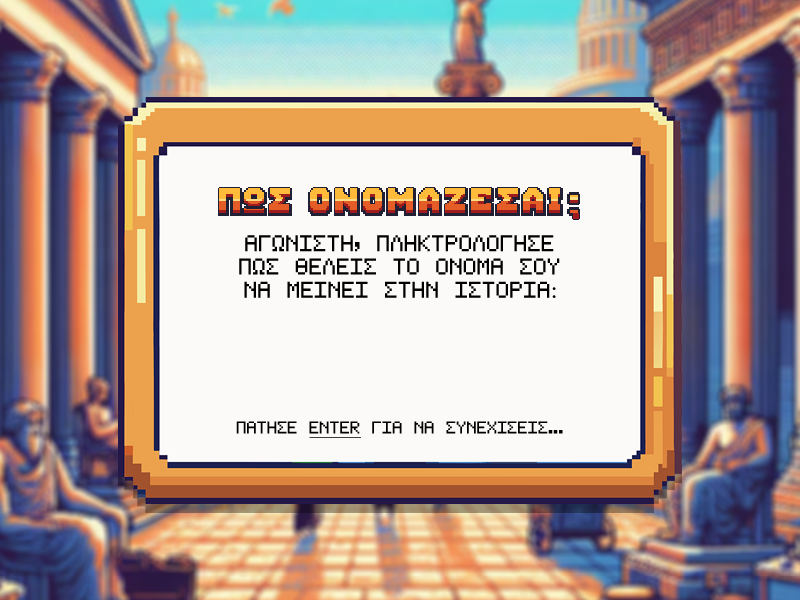 ΠΩΣ ΟΝΟΜΑΖΕΣΑΙ;
ΑΓΩΝΙΣΤΗ, ΠΛΗΚΤΡΟΛΟΓΗΣΕ
ΠΩΣ ΘΕΛΕΙΣ ΤΟ ΟΝΟΜΑ ΣΟΥ
ΝΑ ΜΕΙΝΕΙ ΣΤΗΝ ΙΣΤΟΡΙΑ:
ΠΑΤΗΣΕ ENTER ΓΙΑ ΝΑ ΣΥΝΕΧΙΣΕΙΣ...